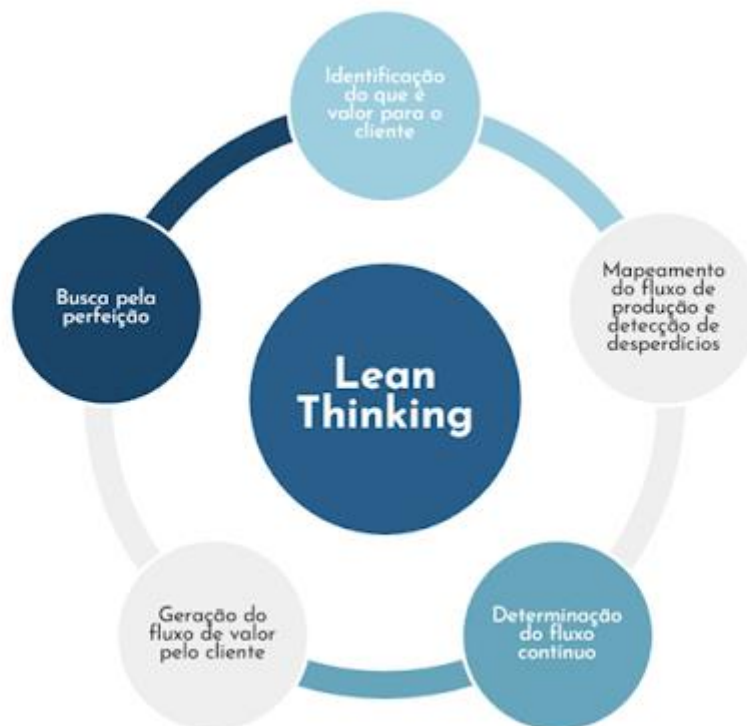 Identificação
do que é
valor para o
cliente
Mapeamento
do fluxo de
produção e
detecção de
desperdícios
Determinação
do fluxo
contínuo
Geração do
fluxo de valor
pelo cliente
Busca pela
perfeição
Lean
Thinking